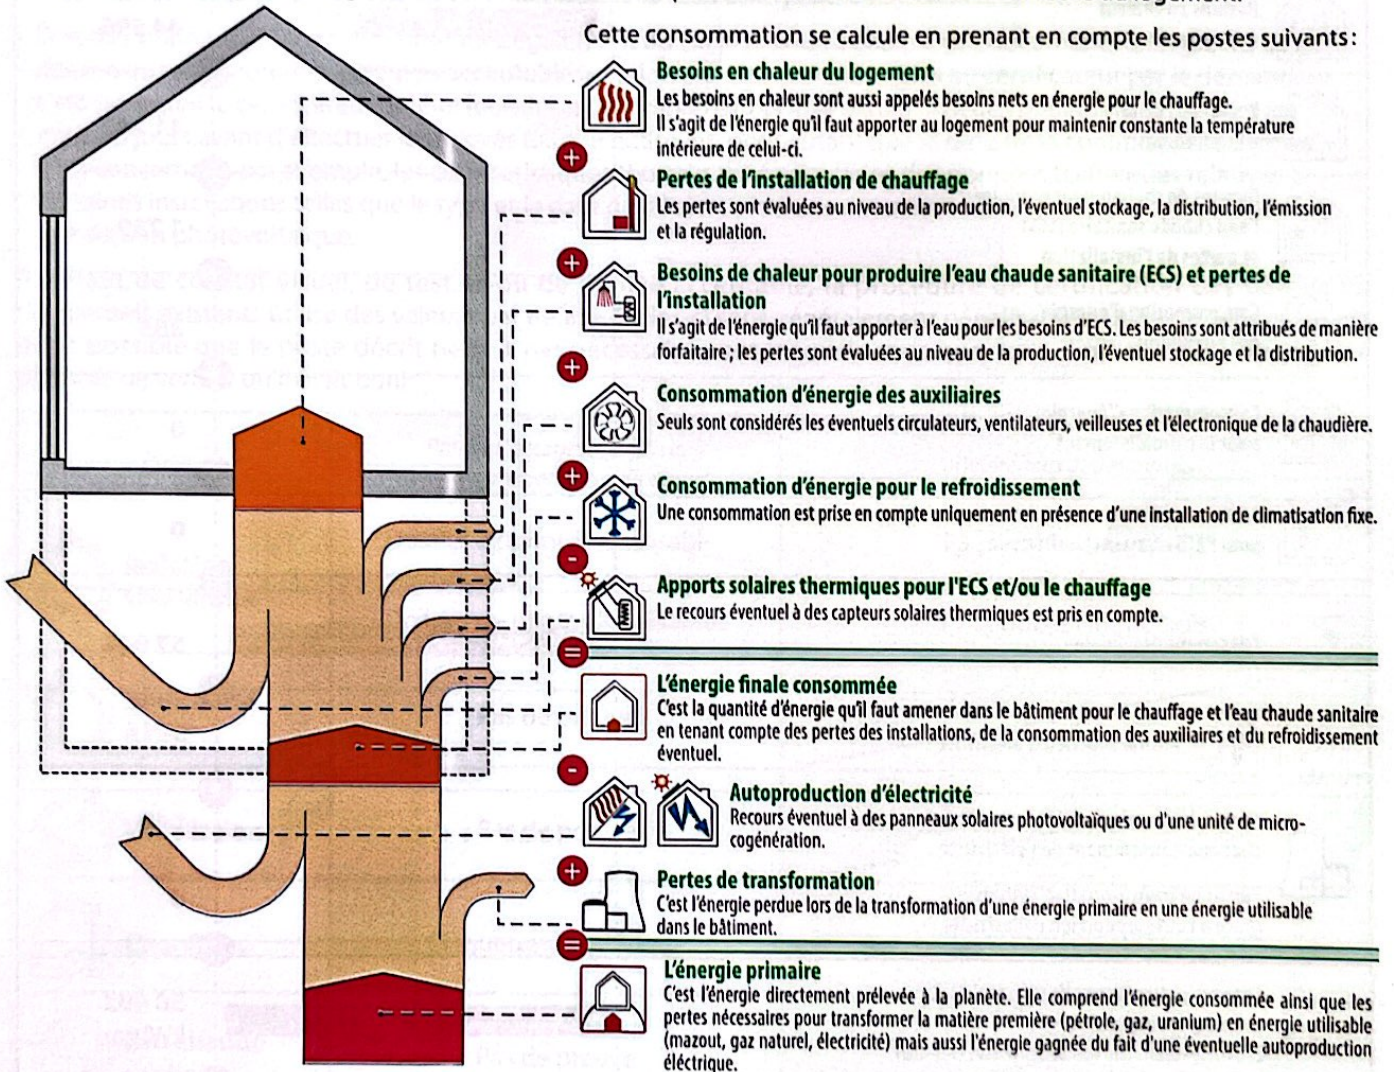 Cette consommation se calcule en prenant en compte les postes suivants :
Besoins en chaleur du logement
Les besoins en chaleur sont aussi appelés besoins nets en énergie pour le chauffage.
Il s'agit de l'énergie qu'il faut apporter au logement pour maintenir constante la température
intérieure de celui-ci.
+
Pertes de l'installation de chauffage
Les pertes sont évaluées au niveau de la production, l'éventuel stockage, la distribution, l'émission
et la régulation.
+
Besoins de chaleur pour produire l'eau chaude sanitaire (ECS) et pertes de
l'installation
Il s'agit de l'énergie qu'il faut apporter à l'eau pour les besoins d'ECS. Les besoins sont attribués de manière
forfaitaire ; les pertes sont évaluées au niveau de la production, l'éventuel stockage et la distribution.
+
Consommation d'énergie des auxiliaires
Seuls sont considérés les éventuels circulateurs, ventilateurs, veilleuses et l'électronique de la chaudière.
+
Consommation d'énergie pour le refroidissement
Une consommation est prise en compte uniquement en présence d'une installation de climatisation fixe.
-
Apports solaires thermiques pour l'ECS et/ou le chauffage
Le recours éventuel à des capteurs solaires thermiques est pris en compte.
=
L'énergie finale consommée
C'est la quantité d'énergie qu'il faut amener dans le bâtiment pour le chauffage et l'eau chaude sanitaire
en tenant compte des pertes des installations, de la consommation des auxiliaires et du refroidissement
éventuel.
-
Autoproduction d'électricité
Recours éventuel à des panneaux solaires photovoltaïques ou d'une unité de micro-
cogénération.
+
Pertes de transformation
C'est l'énergie perdue lors de la transformation d'une énergie primaire en une énergie utilisable
dans le bâtiment.
=
L'énergie primaire
C'est l'énergie directement prélevée à la planète. Elle comprend l'énergie consommée ainsi que les
pertes nécessaires pour transformer la matière première (pétrole, gaz, uranium) en énergie utilisable
(mazout, gaz naturel, électricité) mais aussi l'énergie gagnée du fait d'une éventuelle autoproduction
éléctrique.